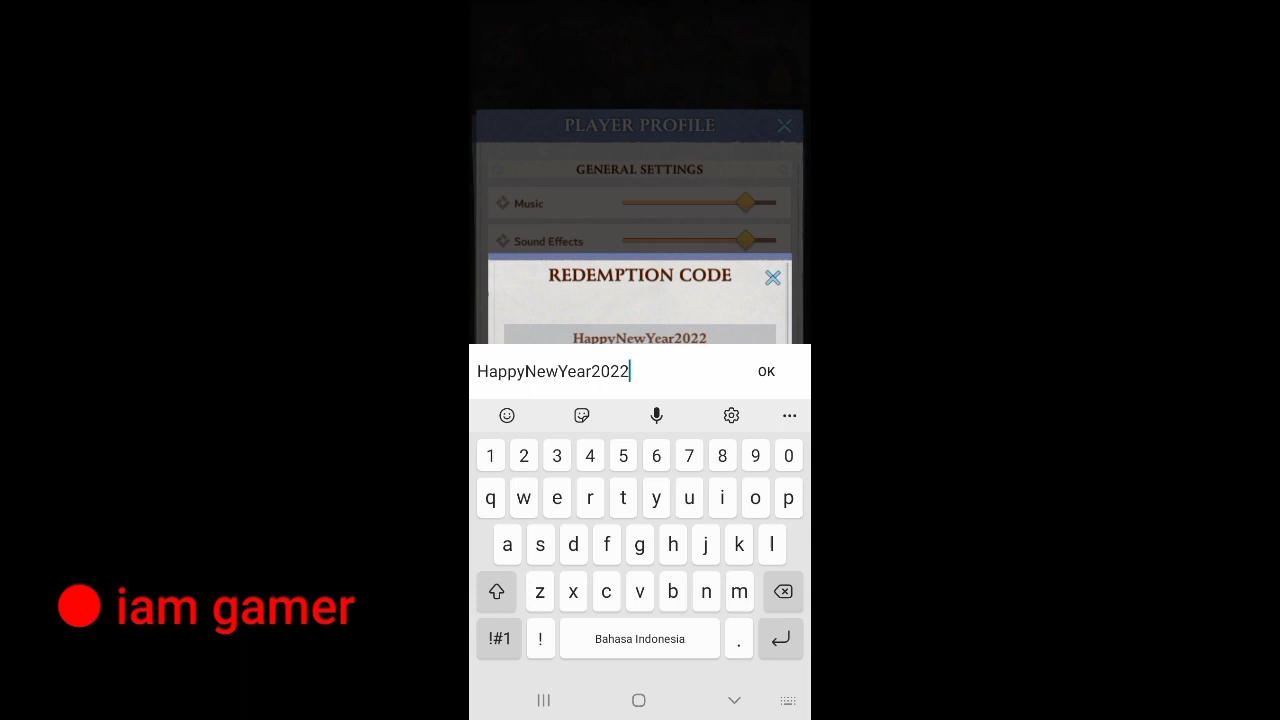 PLAYER PROFILE
GENERAL SETTINGS
Music
Sound Effects
REDEMPTION CODE
HappyNewYear2022
HappyNewYear2022
OK
1 2 3 4 5 6 7 8 9 0
q w e r t y u i o p
a s d f g h j k l
iam gamer
z x c v b n m
!#1 ! Bahasa Indonesia .